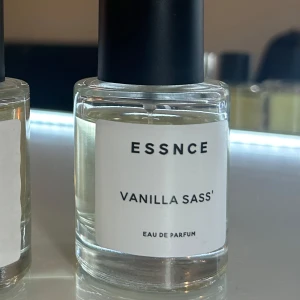 ESSNCE
VANILLA SASS'
EAU DE PARFUM